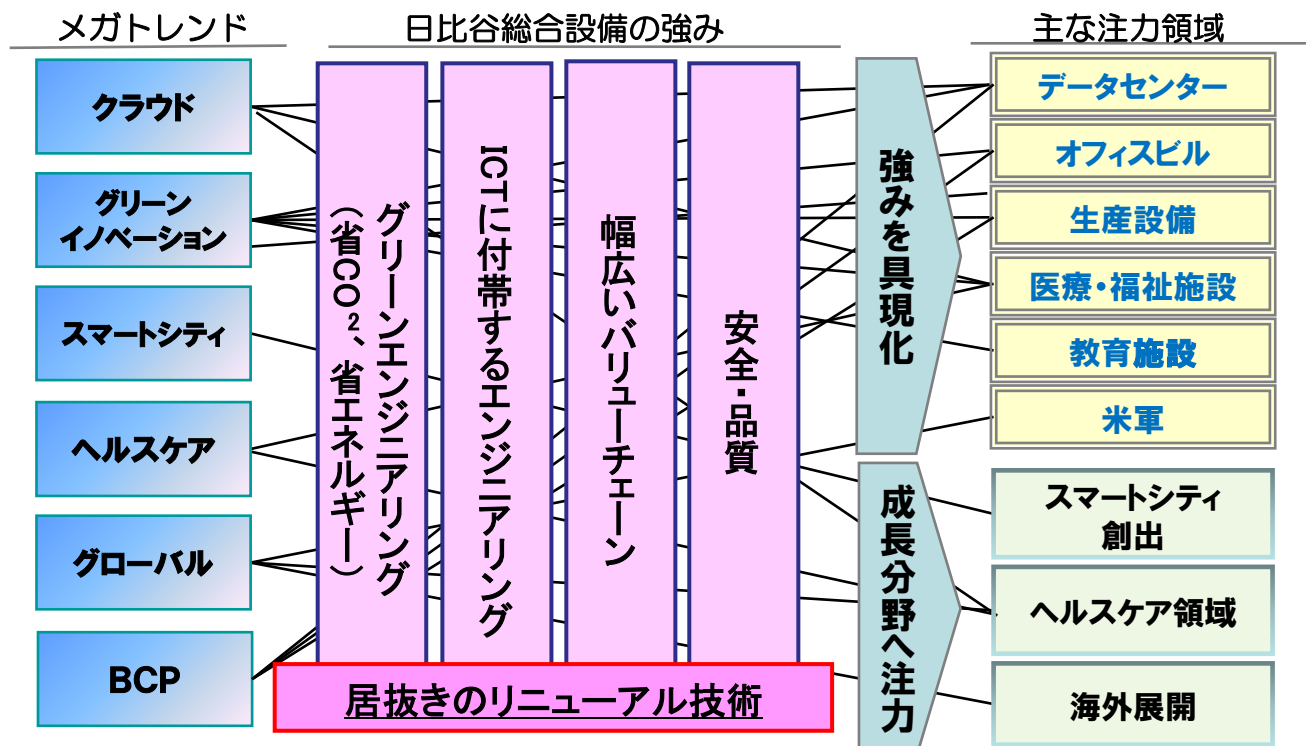 メガトレンド
日比谷総合設備の強み
主な注力領域
クラウド
グリーン
イノベーション
スマートシティ
ヘルスケア
グローバル
BCP
グリーンエンジニアリング
（省CO2、省エネルギー）
ICTに付帯するエンジニアリング
幅広いバリューチェーン
安全・品質
居抜きのリニューアル技術
強みを具現化
成長分野へ注力
データセンター
オフィスビル
生産設備
医療・福祉施設
教育施設
米軍
スマートシティ
創出
ヘルスケア領域
海外展開